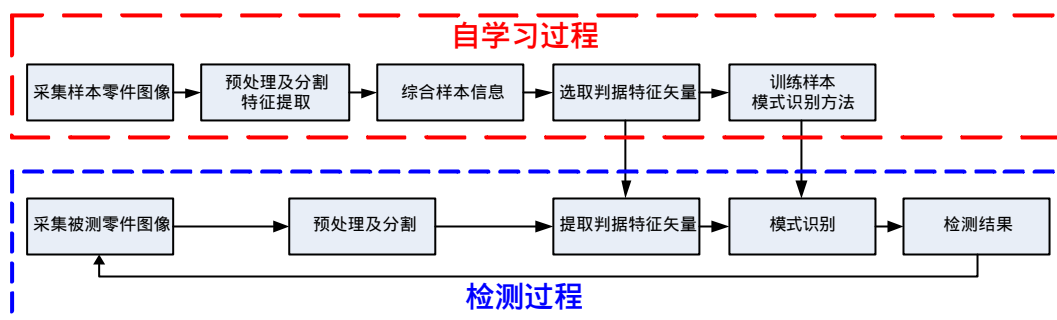 自学习过程
采集样本零件图像
预处理及分割
特征提取
综合样本信息
选取判据特征矢量
训练样本
模式识别方法
采集被测零件图像
预处理及分割
提取判据特征矢量
模式识别
检测结果
检测过程